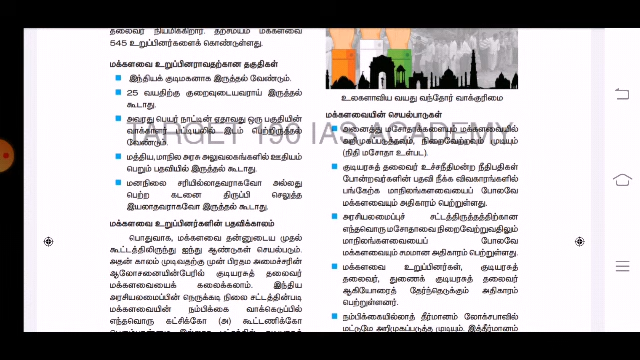 தலைவர் நியமிக்கிறார். தற்சமயம் மக்களவை
545 உறுப்பினர்களைக் கொண்டுள்ளது.
மக்களவை உறுப்பினராவதற்கான தகுதிகள்
இந்தியக் குடிமகனாக இருத்தல் வேண்டும்.
25 வயதிற்கு குறைவுடையவராய் இருத்தல்
கூடாது.
அவரது பெயர் நாட்டின் ஏதாவது ஒரு பகுதியின்
வாக்காளர் பட்டியலில் இடம் பெற்றிருத்தல்
வேண்டும்.
மத்திய, மாநில அரசு அலுவலகங்களில் ஊதியம்
பெறும் பதவியில் இருத்தல் கூடாது.
மனநிலை சரியில்லாதவராகவோ அல்லது
பெற்ற கடனை திருப்பி செலுத்த
இயலாதவராகவோ இருத்தல் கூடாது.
மக்களவை உறுப்பினர்களின் பதவிக்காலம்
பொதுவாக, மக்களவை தன்னுடைய முதல்
கூட்டத்திலிருந்து ஐந்து ஆண்டுகள் செயல்படும்.
அதன் காலம் முடிவதற்கு முன் பிரதம அமைச்சரின்
ஆலோசனையின்பேரில் குடியரசுத் தலைவர்
மக்களவையைக் கலைக்கலாம். இந்திய
அரசியலமைப்பின் நெருக்கடி நிலை சட்டத்தின்படி
மக்களவையின் நம்பிக்கை வாக்கெடுப்பில்
எந்தவொரு கட்சிக்கோ (அ) கூட்டணிக்கோ
உலகளாவிய வயது வந்தோர் வாக்குரிமை
மக்களவையின் செயல்பாடுகள்
அனைத்து மசோதாக்களையும் மக்களவையில்
அறிமுகப்படுத்தவும், நிறைவேற்றவும் முடியும்
(நிதி மசோதா உள்பட).
குடியரசுத் தலைவர் உச்சநீதிமன்ற நீதிபதிகள்
போன்றவர்களின் பதவி நீக்க விவகாரங்களில்
பங்கேற்க மாநிலங்களவையைப் போலவே
மக்களவையும் அதிகாரம் பெற்றுள்ளது.
அரசியலமைப்புச் சட்டத்திருத்தத்திற்கான
எந்தவொரு மசோதாவை நிறைவேற்றுவதிலும்
மாநிலங்களவையைப் போலவே
மக்களவையும் சமமான அதிகாரம் பெற்றுள்ளது.
மக்களவை உறுப்பினர்கள், குடியரசுத்
தலைவர், துணைக் குடியரசுத் தலைவர்
ஆகியோரைத் தேர்ந்தெடுக்கும் அதிகாரம்
பெற்றுள்ளனர்.
நம்பிக்கையில்லாத் தீர்மானம் லோக்சபாவில்
மட்டுமே அறிமுகப்படுத்த முடியும். இத்தீர்மானம்
TARGET 190 IAS ACADEMY